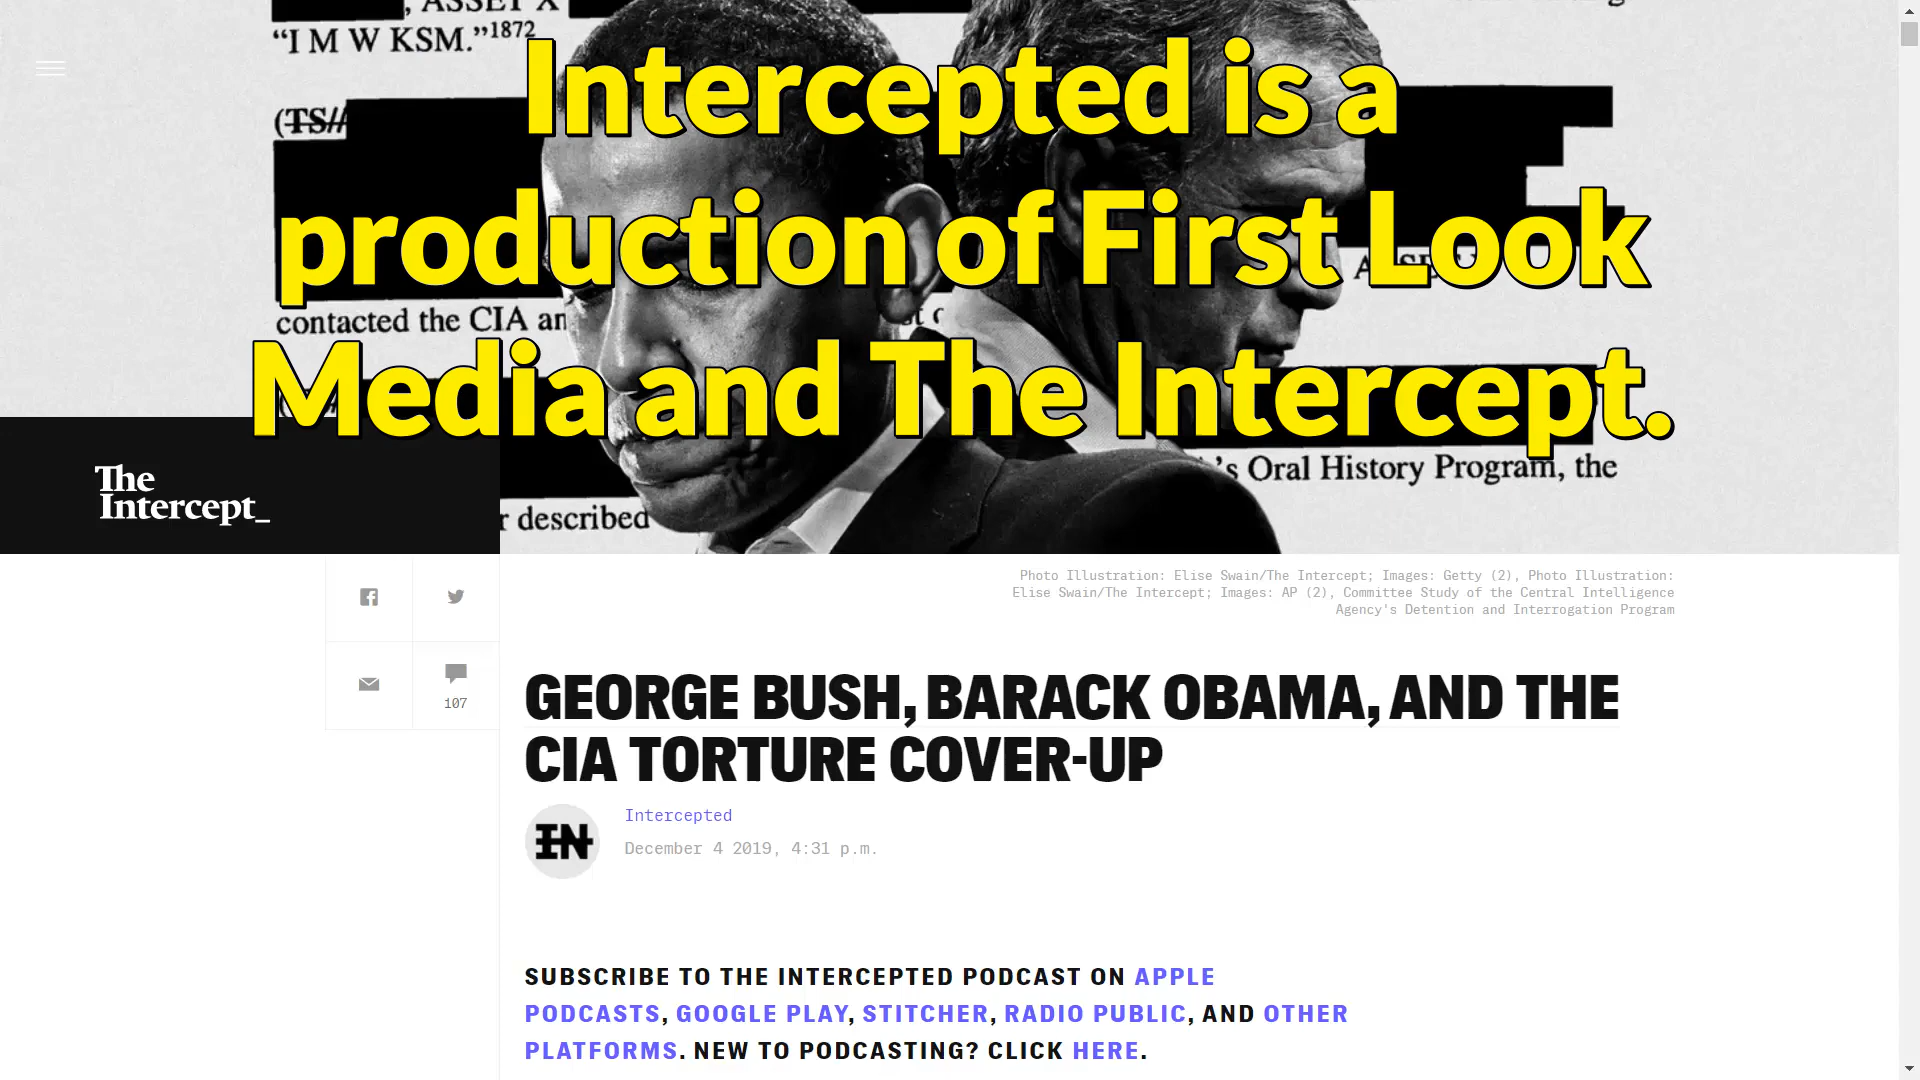 , ASSET X
“I M W KSM.”1872
Intercepted is a
(TS//
production of First Look
contacted the CIA an
Media and The Intercept.
's Oral History Program, the
r described
The
Intercept_
Photo Illustration: Elise Swain/The Intercept; Images: Getty (2), Photo Illustration:
Elise Swain/The Intercept; Images: AP (2), Committee Study of the Central Intelligence
Agency's Detention and Interrogation Program
107
GEORGE BUSH, BARACK OBAMA, AND THE
CIA TORTURE COVER-UP
IN
Intercepted
December 4 2019, 4:31 p.m.
SUBSCRIBE TO THE INTERCEPTED PODCAST ON APPLE
PODCASTS, GOOGLE PLAY, STITCHER, RADIO PUBLIC, AND OTHER
PLATFORMS. NEW TO PODCASTING? CLICK HERE.